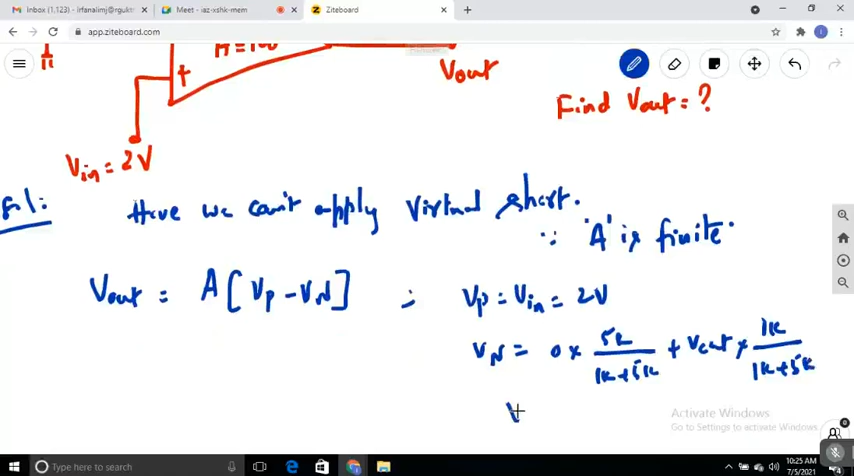 Inbox (1,123) - irfanalimj@rgukt
Meet - iaz-xshk-mem
Ziteboard
app.ziteboard.com
A=100
+
Vout
Find Vout = ?
Vin = 2V
Sol:
Here we can't apply virtual short.
∵ 'A' is finite.
Vout = A[VP - VN] ; VP = Vin = 2V
VN = 0 × 5K/1K+5K + Vout × 1K/1K+5K
V
Activate Windows
Go to Settings to activate Windows.
Type here to search
10:25 AM
7/5/2021